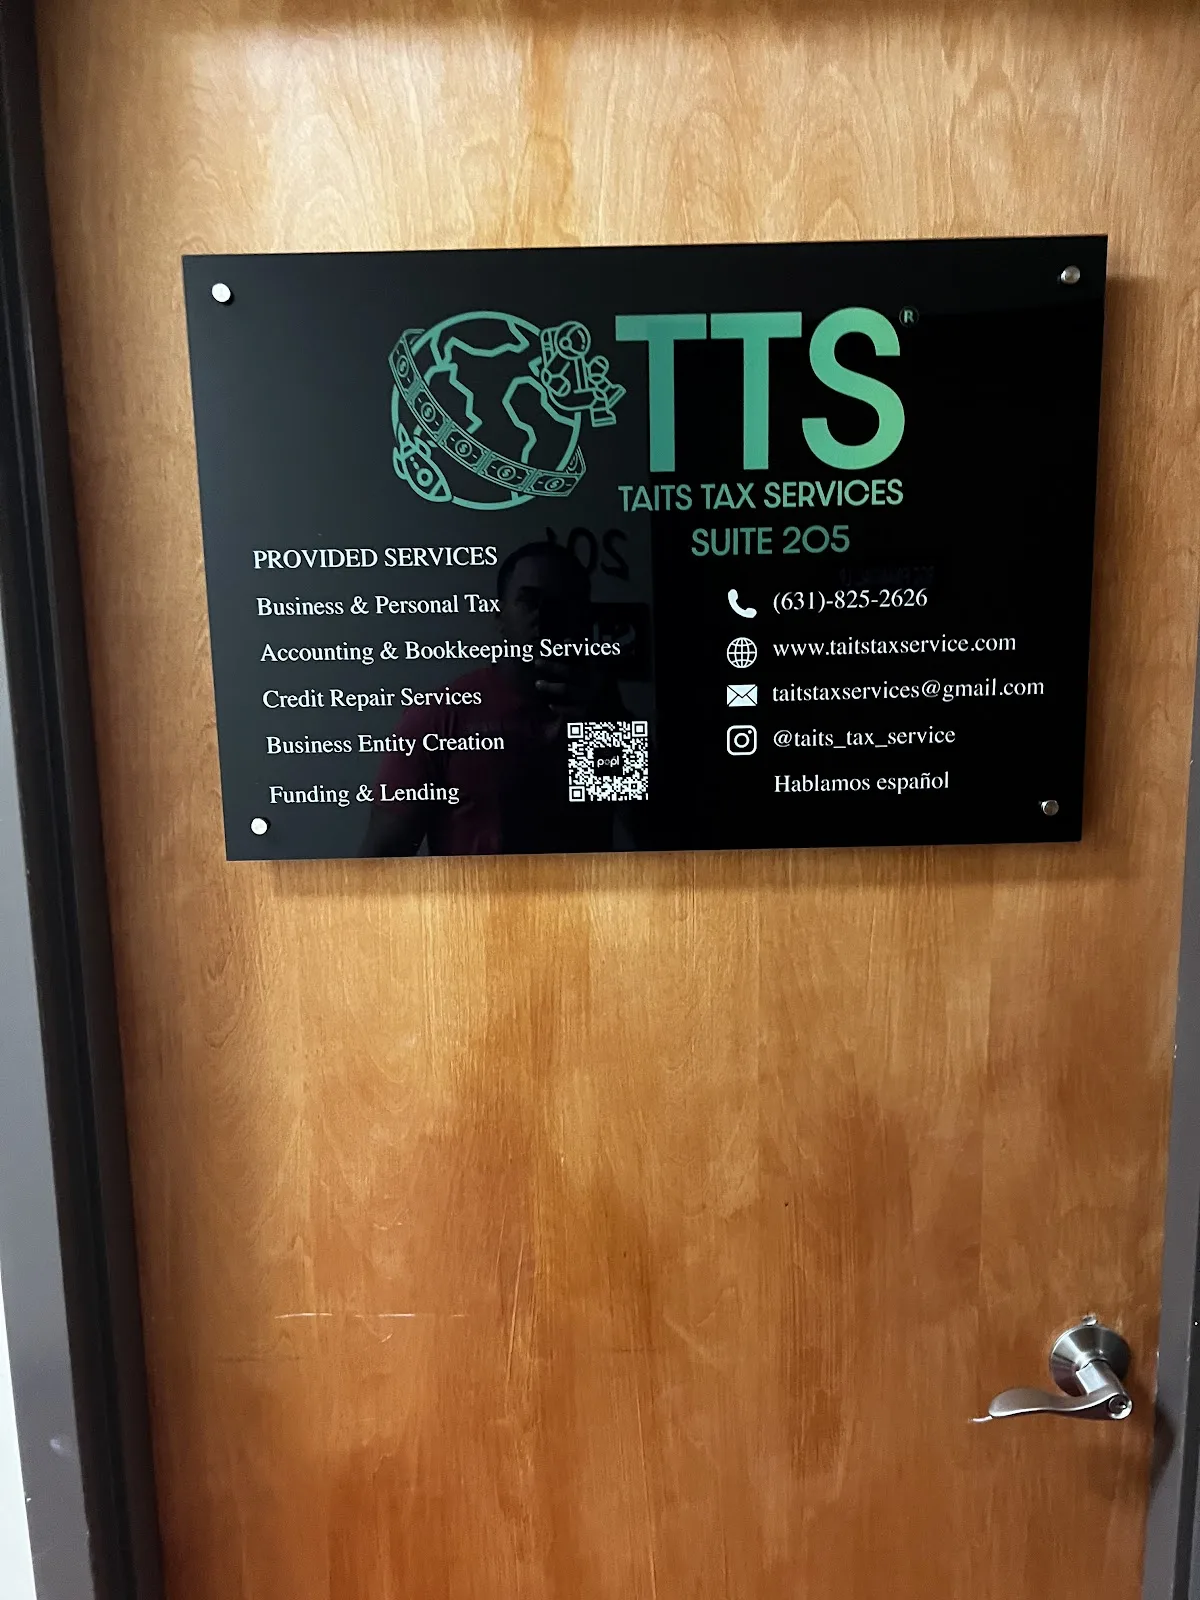 TTS®
TAITS TAX SERVICES
SUITE 205
PROVIDED SERVICES
Business & Personal Tax
Accounting & Bookkeeping Services
Credit Repair Services
Business Entity Creation
Funding & Lending
popl
(631)-825-2626
www.taitstaxservice.com
taitstaxservices@gmail.com
@taits_tax_service
Hablamos español